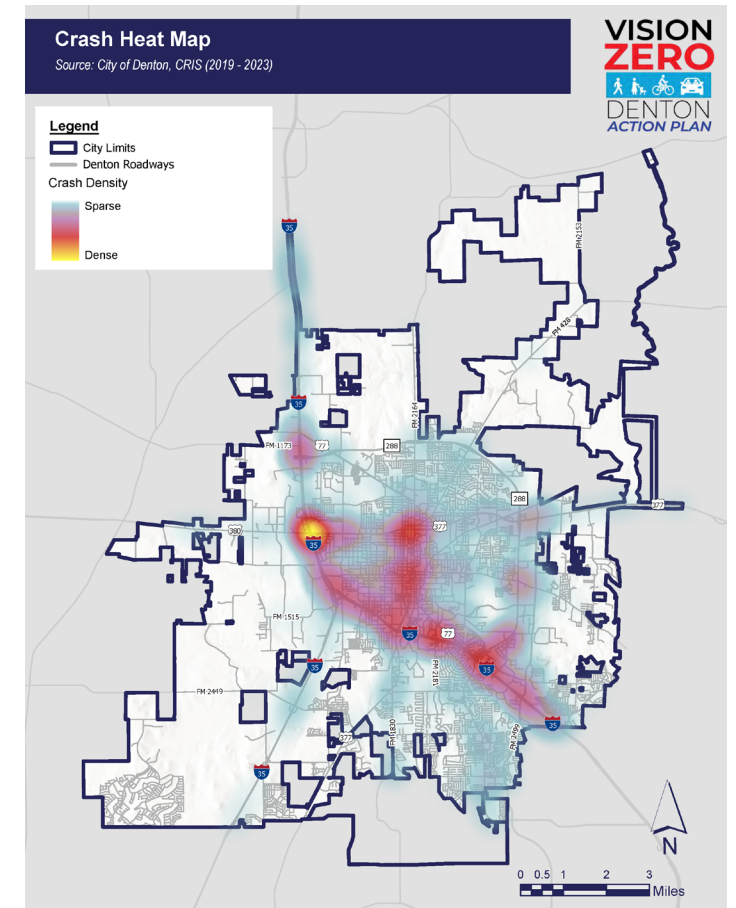 Crash Heat Map
Source: City of Denton, CRIS (2019 - 2023)
VISION
ZERO
DENTON
ACTION PLAN
Legend
City Limits
Denton Roadways
Crash Density
Sparse
Dense
35
FM 2153
FM 426
35
FM 2164
FM 1173
77
288
288
377
380
35
377
FM 1515
35
77
35
35
FM 2181
FM 2449
35
377
FM 1830
FM 2499
35
N
0 0.5 1 2 3
Miles